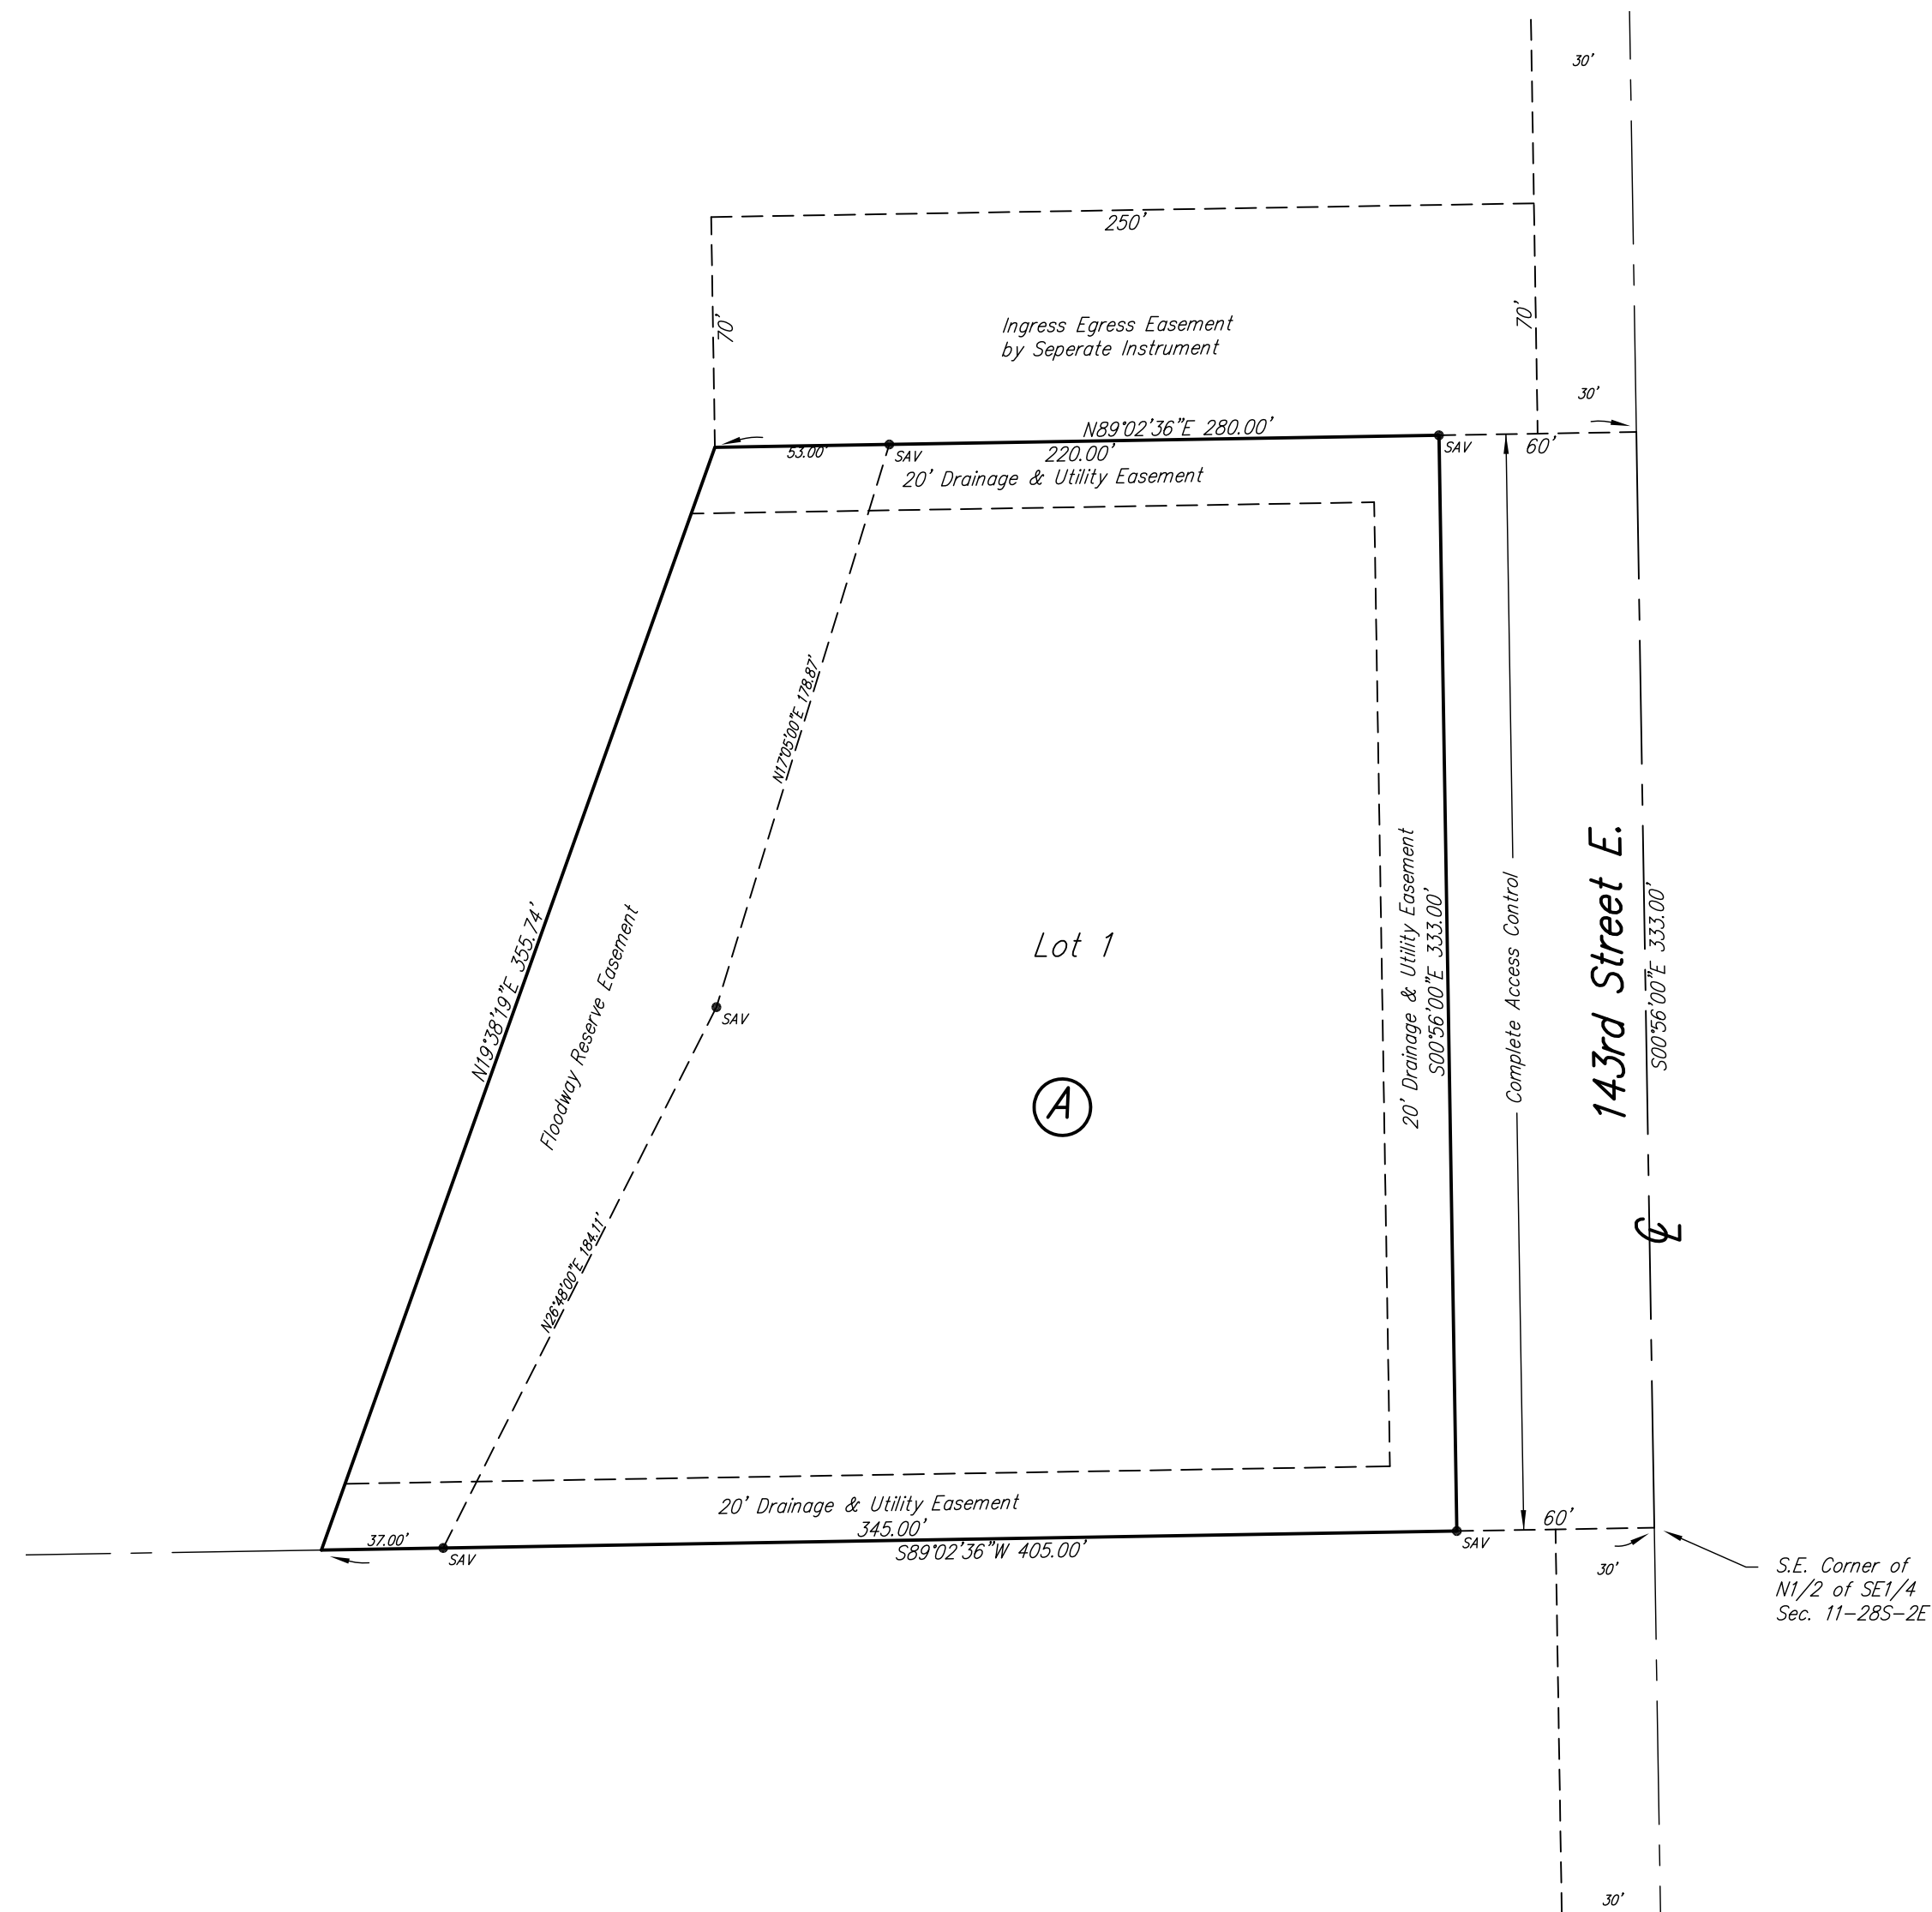 30'
250'
70'
70'
Ingress Egress Easement
by Seperate Instrument
30'
N89°02'36"E 280.00'
53.00'
SAV
220.00'
SAV
60'
20' Drainage & Utility Easement
N17°05'00"E 178.87'
N19°38'19"E 355.74'
Floodway Reserve Easement
Lot 1
20' Drainage & Utility Easement
S00°56'00"E 333.00'
Complete Access Control
143rd Street E.
S00°56'00"E 333.00'
SAV
A
N26°48'00"E 184.11'
℄
20' Drainage & Utility Easement
345.00'
37.00'
SAV
S89°02'36"W 405.00'
SAV
60'
30'
S.E. Corner of
N1/2 of SE1/4
Sec. 11-28S-2E
30'